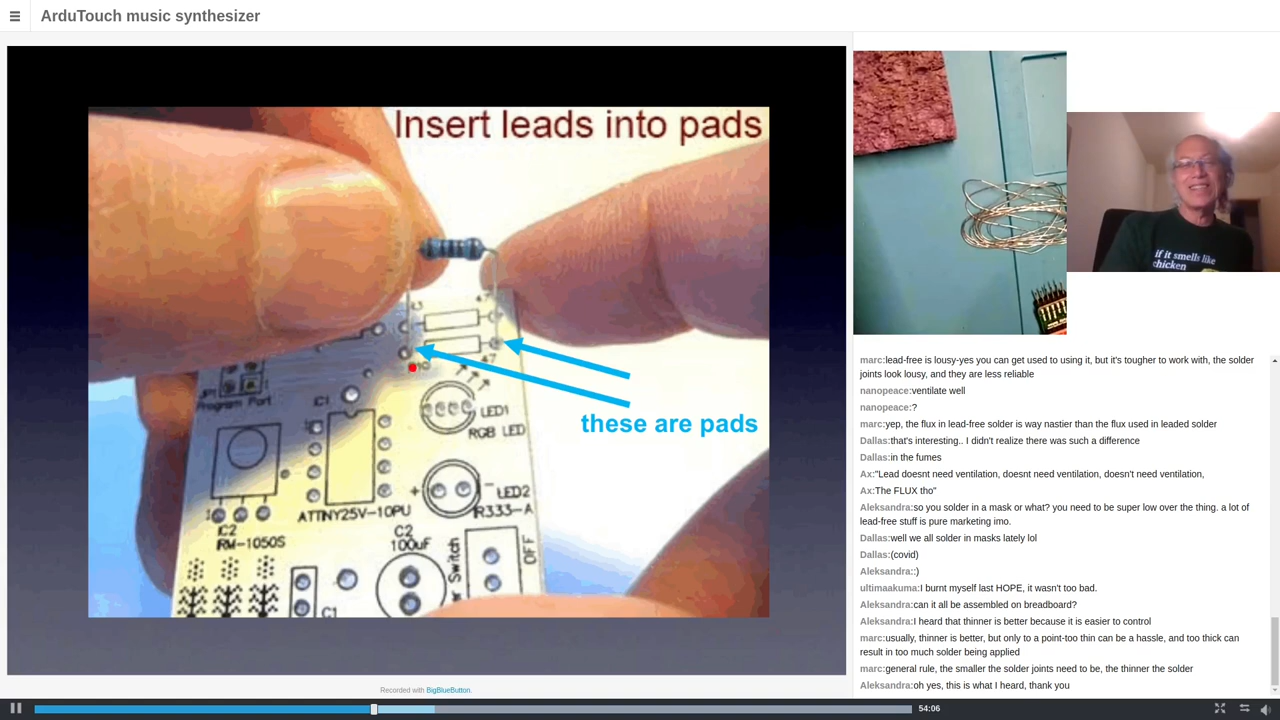 ArduTouch music synthesizer
Insert leads into pads
these are pads
4.7
47
JP1
Program Port
IC1
LED1
RGB LED
+
-
LED2
IR333-A
ATTINY25V-10PU
IC2
RM-1050S
C2
100uF
OFF
C1
if it smells like
chicken
marc:lead-free is lousy-yes you can get used to using it, but it's tougher to work with, the solder
joints look lousy, and they are less reliable
nanopeace:ventilate well
nanopeace:?
marc:yep, the flux in lead-free solder is way nastier than the flux used in leaded solder
Dallas:that's interesting.. I didn't realize there was such a difference
Dallas:in the fumes
Ax:"Lead doesnt need ventilation, doesnt need ventilation, doesn't need ventilation,
Ax:The FLUX tho"
Aleksandra:so you solder in a mask or what? you need to be super low over the thing. a lot of
lead-free stuff is pure marketing imo.
Dallas:well we all solder in masks lately lol
Dallas:(covid)
Aleksandra::)
ultimaakuma:I burnt myself last HOPE, it wasn't too bad.
Aleksandra:can it all be assembled on breadboard?
Aleksandra:I heard that thinner is better because it is easier to control
marc:usually, thinner is better, but only to a point-too thin can be a hassle, and too thick can
result in too much solder being applied
marc:general rule, the smaller the solder joints need to be, the thinner the solder
Aleksandra:oh yes, this is what I heard, thank you
Recorded with BigBlueButton.
54:06